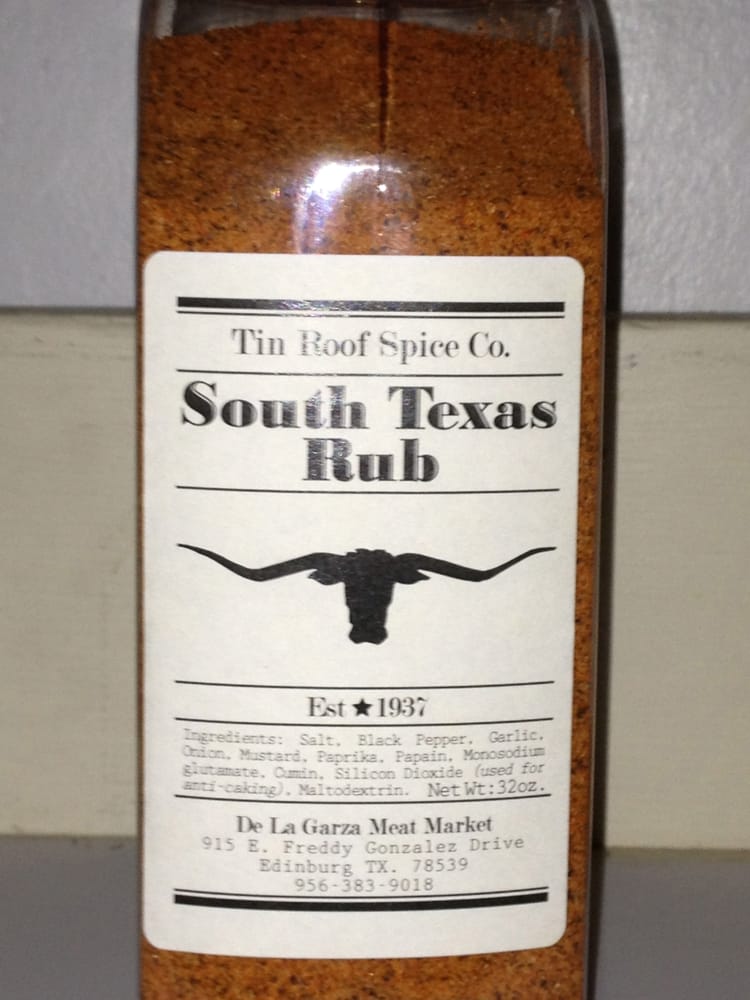 Tin Roof Spice Co.
South Texas
Rub
Est ★ 1937
Ingredients: Salt, Black Pepper, Garlic,
Onion, Mustard, Paprika, Papain, Monosodium
glutamate, Cumin, Silicon Dioxide (used for
anti-caking), Maltodextrin. Net Wt:32oz.
De La Garza Meat Market
915 E. Freddy Gonzalez Drive
Edinburg TX. 78539
956-383-9018